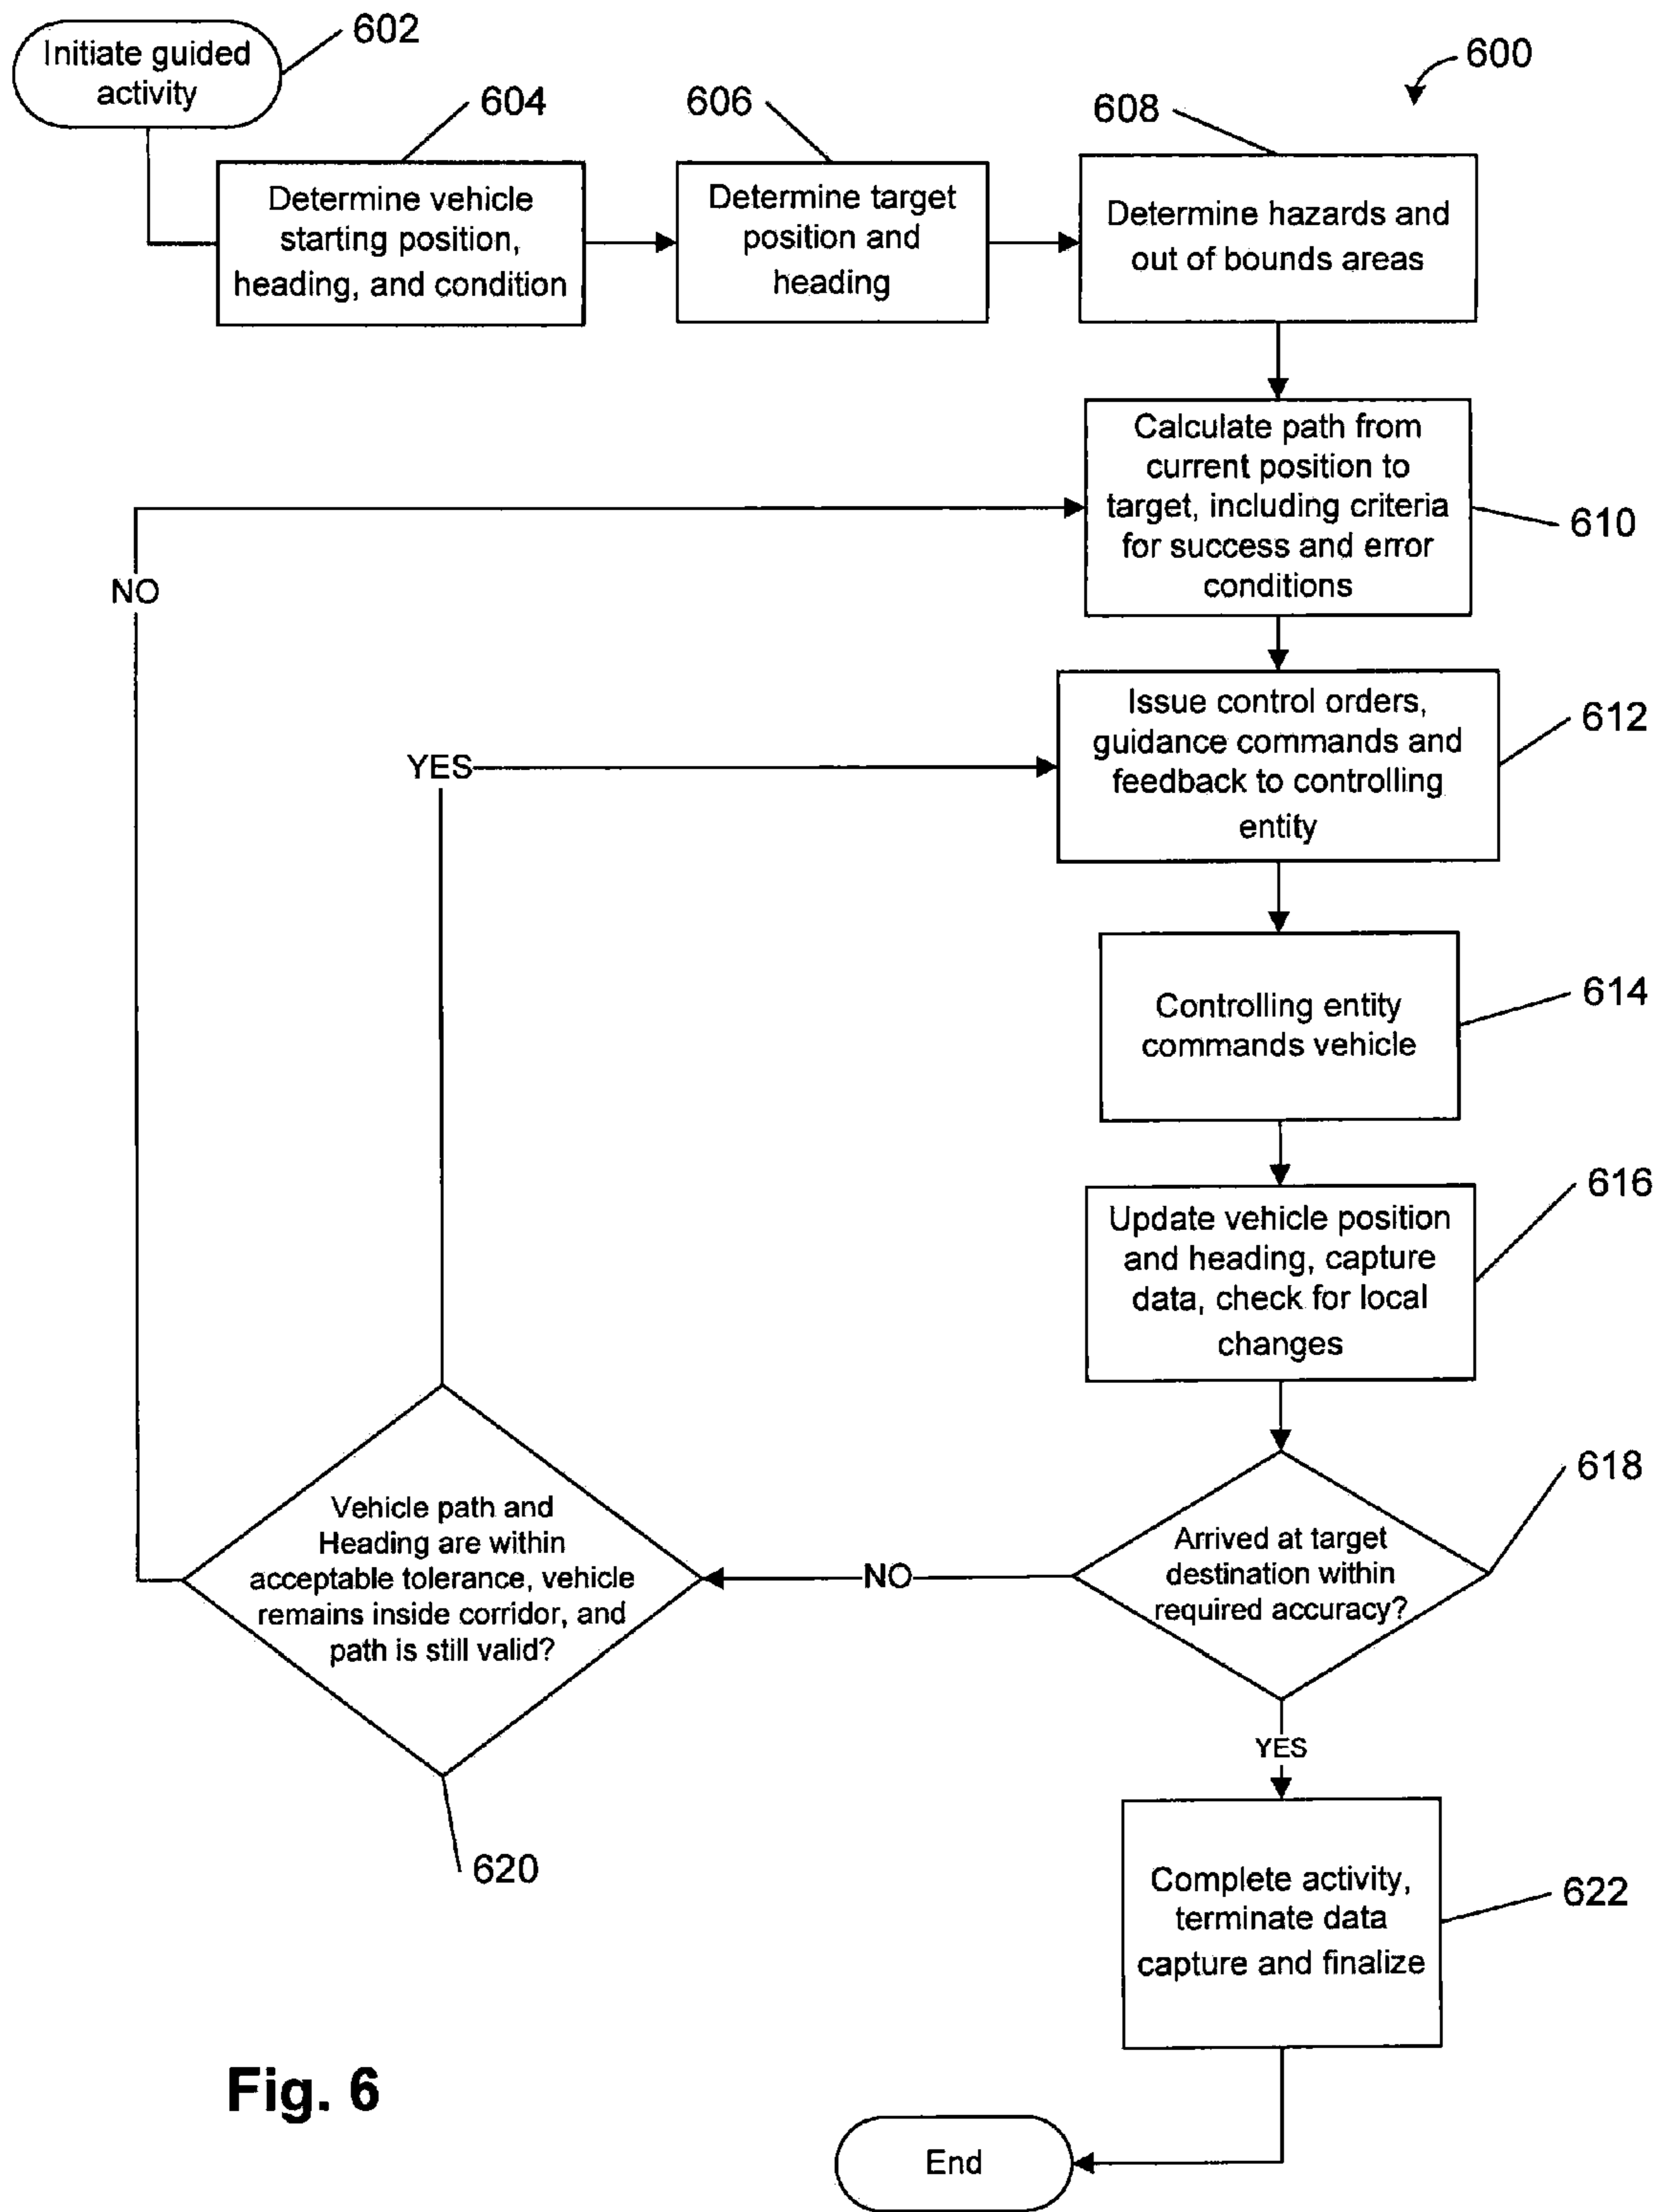 Initiate guided
activity
602
600
604
606
608
Determine vehicle
starting position,
heading, and condition
Determine target
position and
heading
Determine hazards and
out of bounds areas
Calculate path from
current position to
target, including criteria
for success and error
conditions
610
NO
Issue control orders,
guidance commands and
feedback to controlling
entity
612
YES
Controlling entity
commands vehicle
614
Update vehicle position
and heading, capture
data, check for local
changes
616
Arrived at target
destination within
required accuracy?
618
NO
Vehicle path and
Heading are within
acceptable tolerance, vehicle
remains inside corridor, and
path is still valid?
620
YES
Complete activity,
terminate data
capture and finalize
622
Fig. 6
End